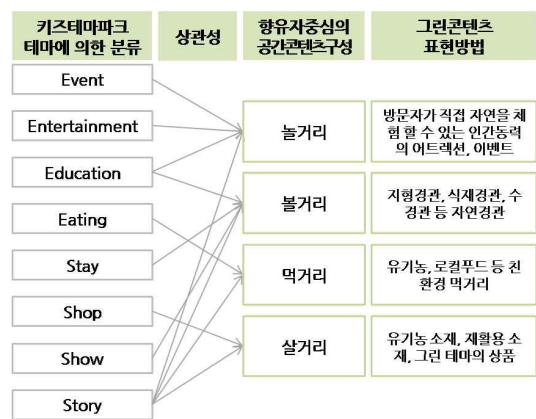 키즈테마파크
테마에 의한 분류
상관성
향유자중심의
공간콘텐츠구성
그린콘텐츠
표현방법
Event
Entertainment
Education
Eating
Stay
Shop
Show
Story
놀거리
볼거리
먹거리
살거리
방문자가 직접 자연을 체
험 할 수 있는 인간동력
의 어트렉션, 이벤트
지형경관, 식재경관, 수
경관 등 자연경관
유기농, 로컬푸드 등 친
환경 먹거리
유기농 소재, 재활용 소
재, 그린 테마의 상품